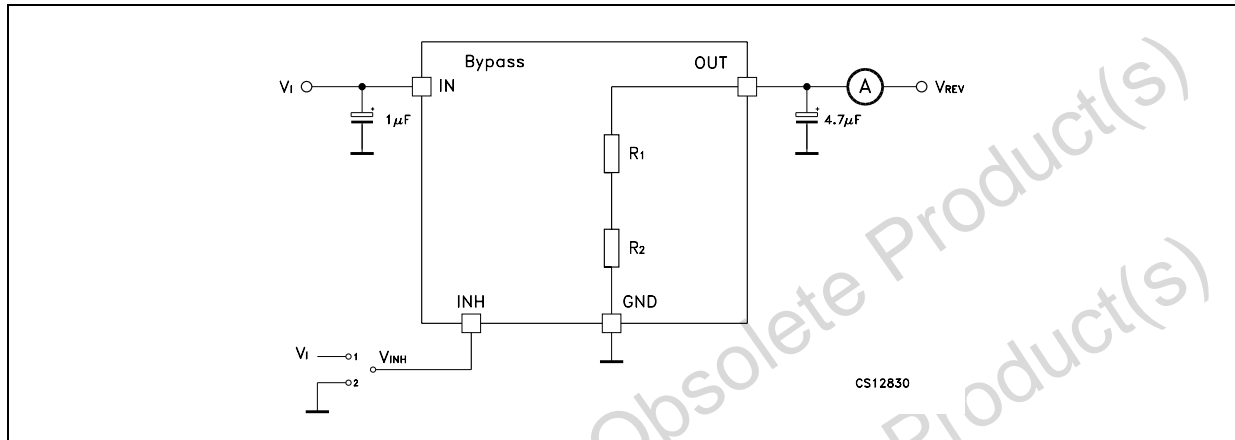 Bypass
OUT
VI
IN
A
VREV
1μF
+
4.7μF
+
R1
R2
INH
GND
VI
1
VINH
2
CS12830
Obsolete Product(s)
Product(s)